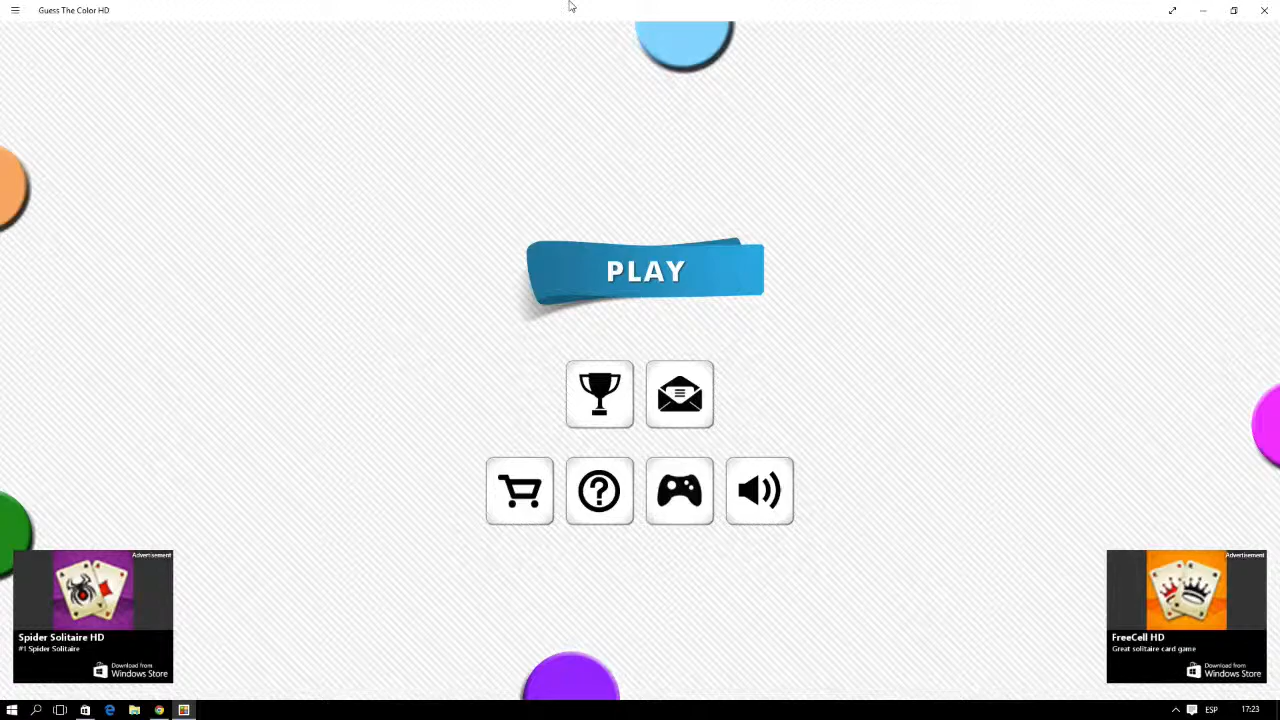 Guess The Color HD
PLAY
Advertisement
Spider Solitaire HD
#1 Spider Solitaire
Download from
Windows Store
Advertisement
FreeCell HD
Great solitaire card game
Download from
Windows Store
ESP
17:23